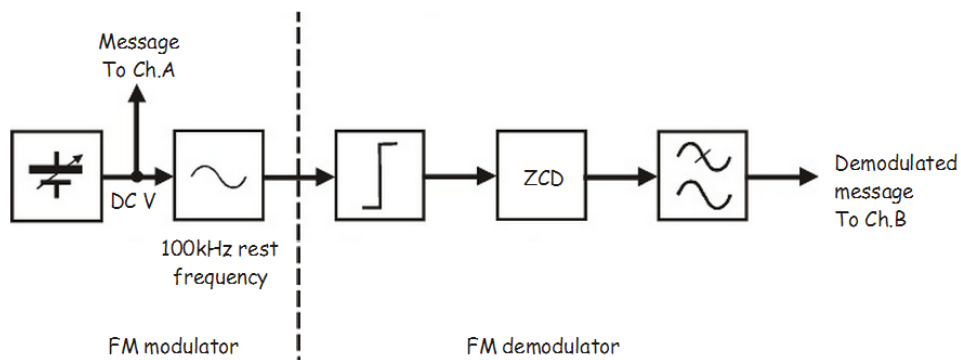 Message
To Ch.A
DC V
100kHz rest
frequency
ZCD
Demodulated
message
To Ch.B
FM modulator
FM demodulator